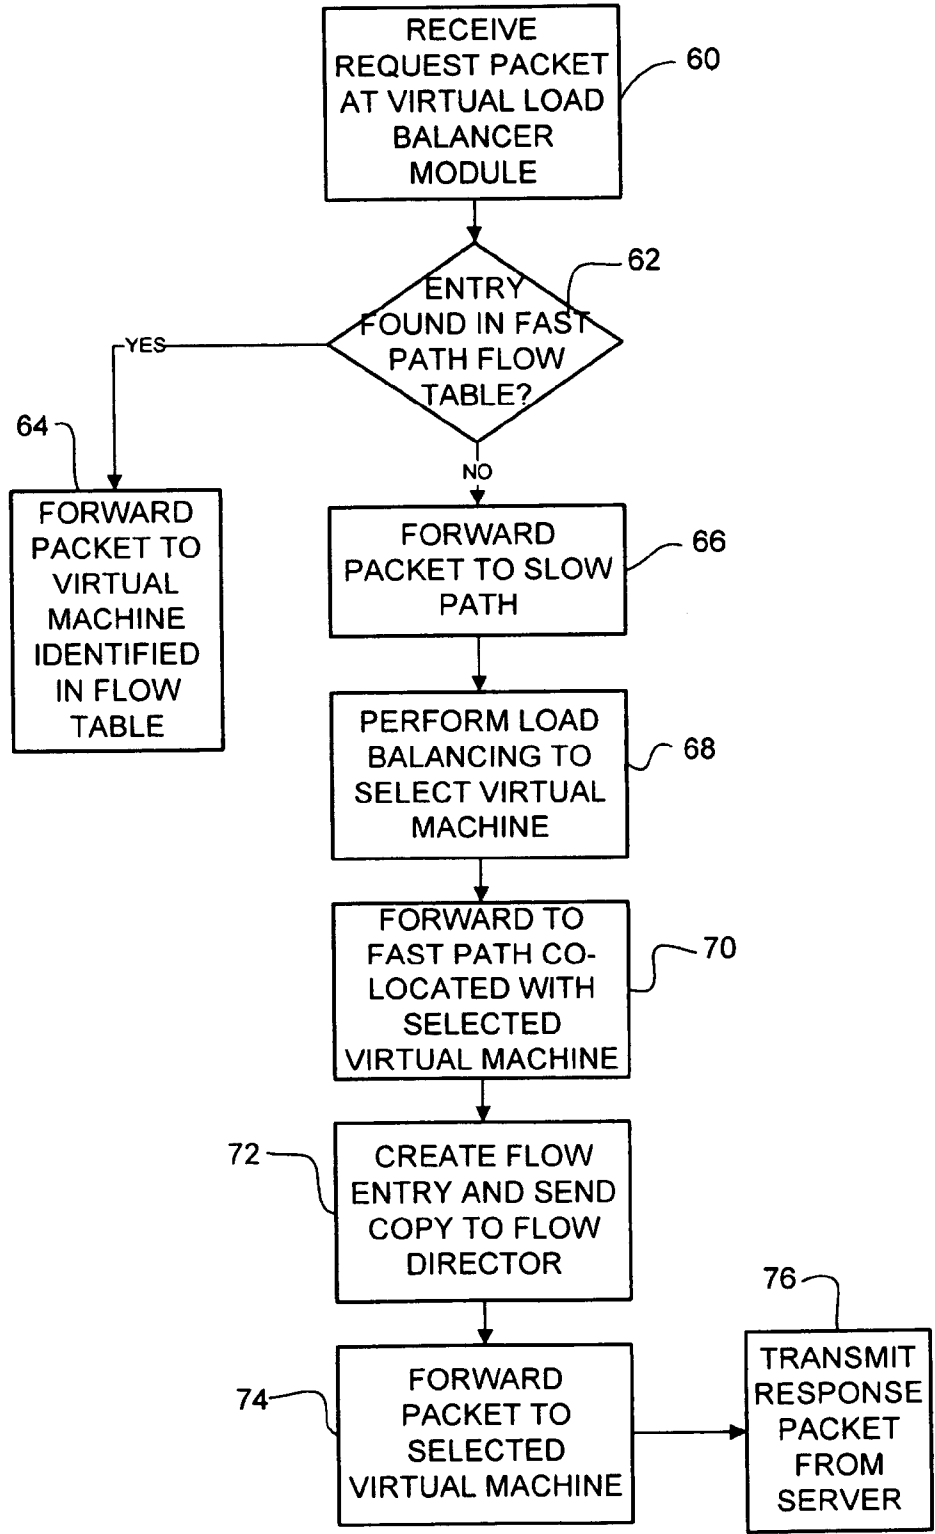 RECEIVE
REQUEST PACKET
AT VIRTUAL LOAD
BALANCER
MODULE
60
62
ENTRY
FOUND IN FAST
PATH FLOW
TABLE?
YES
NO
64
FORWARD
PACKET TO
VIRTUAL
MACHINE
IDENTIFIED
IN FLOW
TABLE
FORWARD
PACKET TO SLOW
PATH
66
PERFORM LOAD
BALANCING TO
SELECT VIRTUAL
MACHINE
68
FORWARD TO
FAST PATH CO-
LOCATED WITH
SELECTED
VIRTUAL MACHINE
70
72
CREATE FLOW
ENTRY AND SEND
COPY TO FLOW
DIRECTOR
74
FORWARD
PACKET TO
SELECTED
VIRTUAL MACHINE
76
TRANSMIT
RESPONSE
PACKET
FROM
SERVER